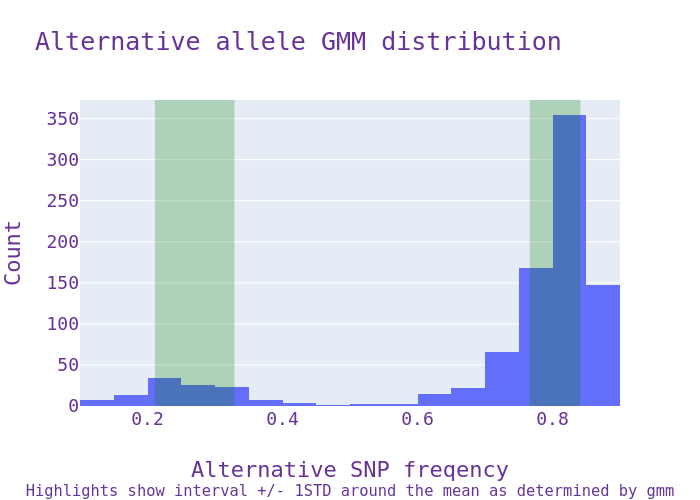 Alternative allele GMM distribution
350
300
250
200
150
100
50
0
Count
0.2 0.4 0.6 0.8
Alternative SNP freqency
Highlights show interval +/- 1STD around the mean as determined by gmm